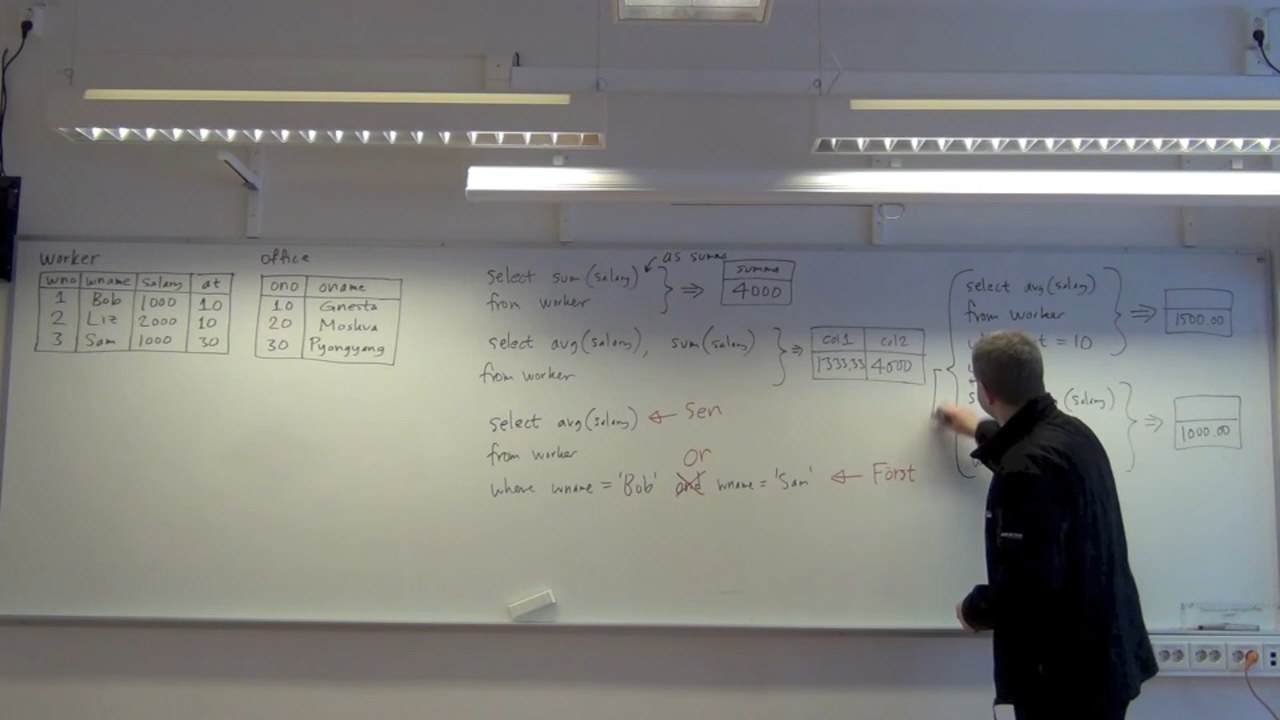 Worker
wno wname salary at
1 Bob 1000 10
2 Liz 2000 10
3 Sam 1000 30
office
ono oname
10 Gnesta
20 Moskva
30 Pyongyang
select sum (salary) as summa
from worker
⇒
summa
4000
select avg(salary), sum(salary)
from worker
⇒
col1 col2
1333,33 4000
select avg(salary) ← Sen
from worker
or
where wname = 'Bob' and wname = 'Sam' ← Först
select avg(salary)
from worker
= 10
⇒
1500.00
(salary)
⇒
1000.00